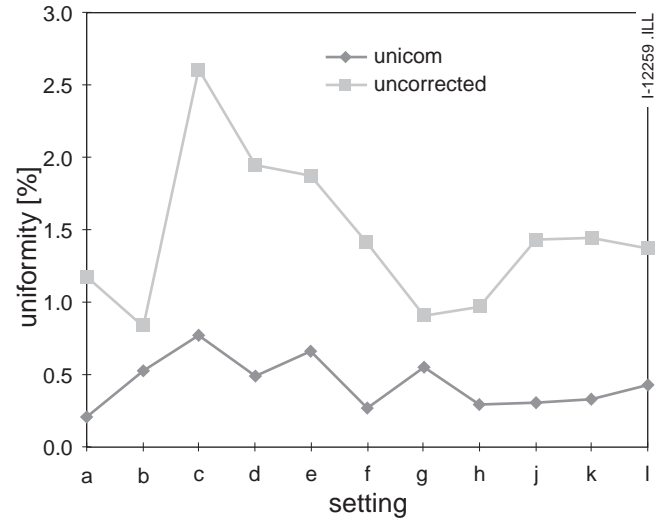 3.0
2.5
2.0
1.5
1.0
0.5
0.0
uniformity [%]
unicom
uncorrected
I-12259 .ILL
a b c d e f g h j k l
setting